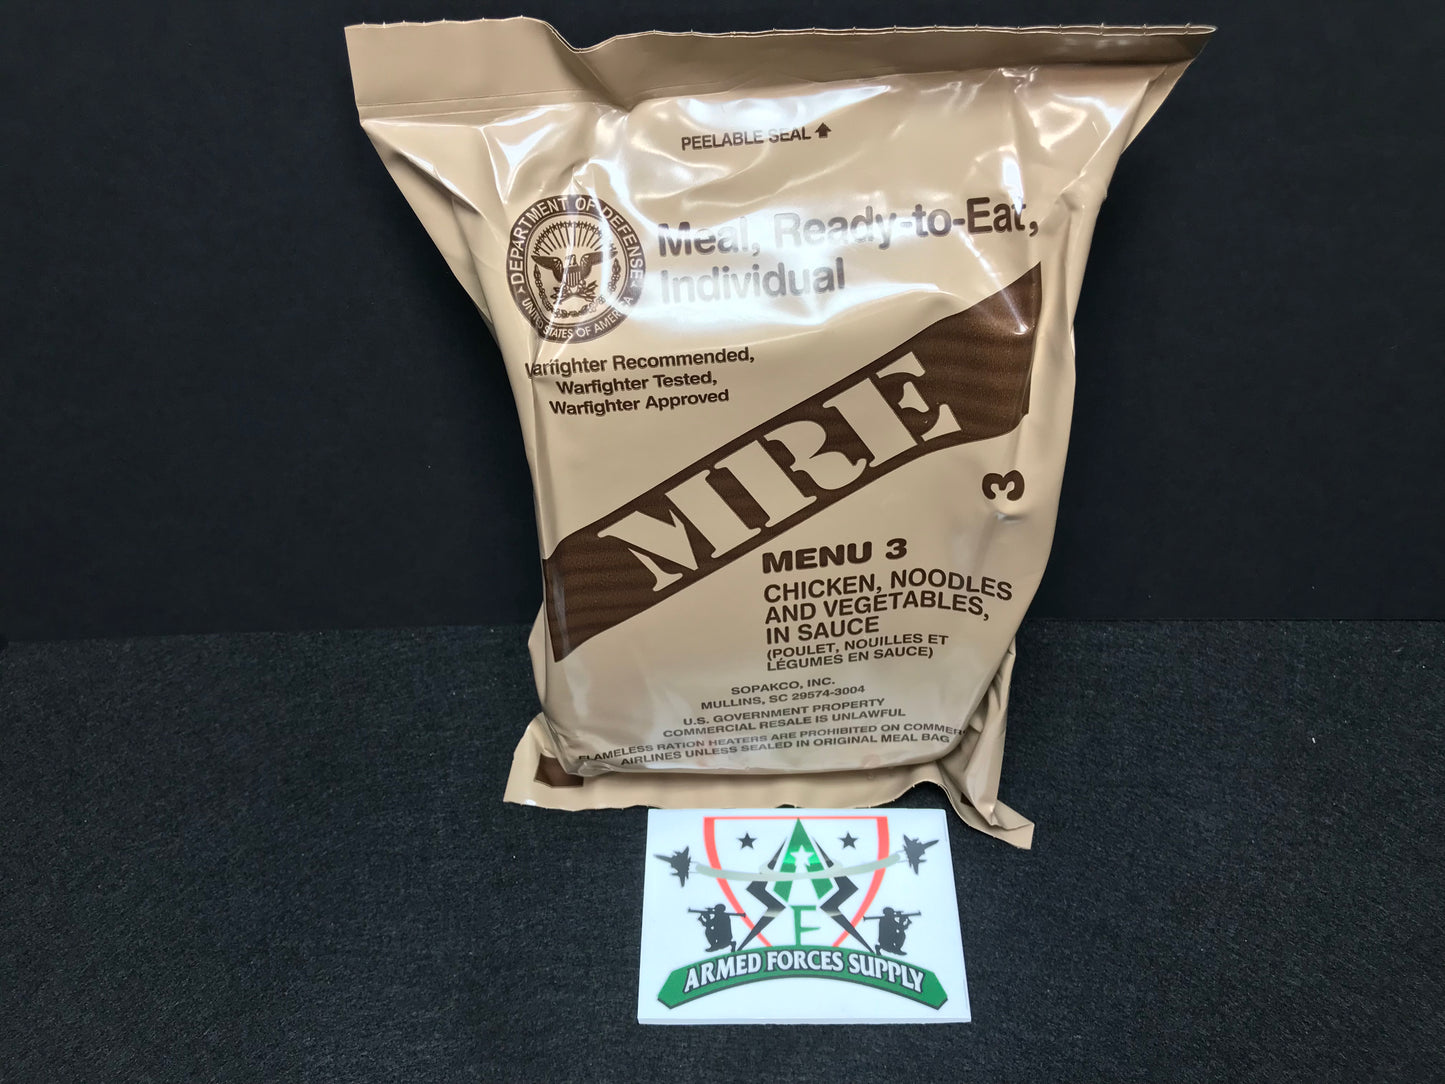 PEELABLE SEAL
DEPARTMENT OF DEFENSE
UNITED STATES OF AMERICA
Meal, Ready-to-Eat,
Individual
Warfighter Recommended,
Warfighter Tested,
Warfighter Approved
MRE
3
MENU 3
CHICKEN, NOODLES
AND VEGETABLES,
IN SAUCE
(POULET, NOUILLES ET
LÉGUMES EN SAUCE)
SOPAKCO, INC.
MULLINS, SC 29574-3004
U.S. GOVERNMENT PROPERTY
COMMERCIAL RESALE IS UNLAWFUL
FLAMELESS RATION HEATERS ARE PROHIBITED ON COMMER
AIRLINES UNLESS SEALED IN ORIGINAL MEAL BAG
A
F
ARMED FORCES SUPPLY